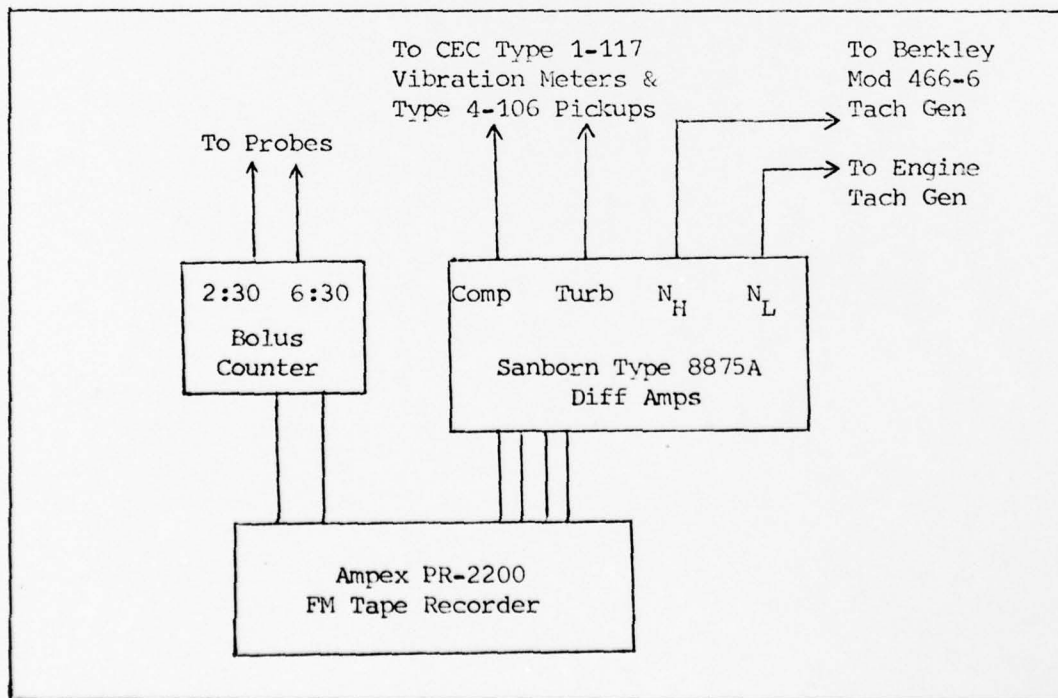 To CEC Type 1-117
Vibration Meters &
Type 4-106 Pickups
To Berkley
Mod 466-6
Tach Gen
To Probes
To Engine
Tach Gen
2:30 6:30
Bolus
Counter
Comp Turb N_H N_L
Sanborn Type 8875A
Diff Amps
Ampex PR-2200
FM Tape Recorder